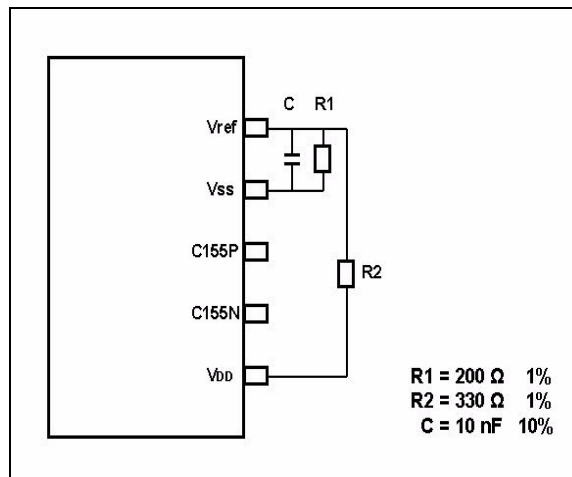 C R1
Vref
Vss
C155P
R2
C155N
VDD
R1 = 200 Ω 1%
R2 = 330 Ω 1%
C = 10 nF 10%